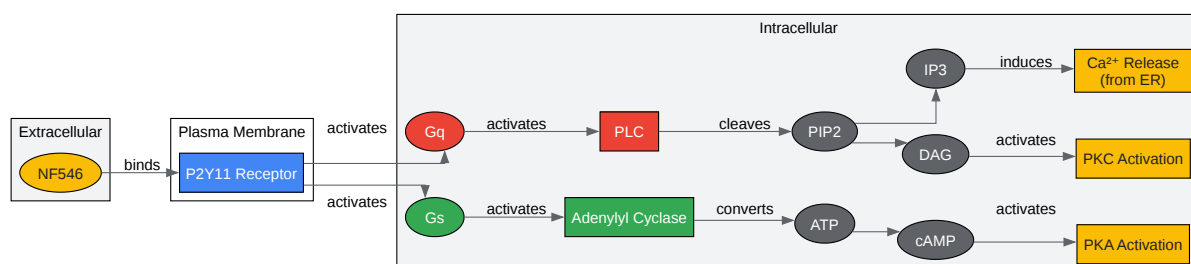 Intracellular
IP3
induces
Ca²⁺ Release
(from ER)
Extracellular
Plasma Membrane
activates
Gq
activates
PLC
cleaves
PIP2
activates
NF546
binds
P2Y11 Receptor
DAG
PKC Activation
activates
Gs
activates
Adenylyl Cyclase
converts
ATP
activates
cAMP
PKA Activation